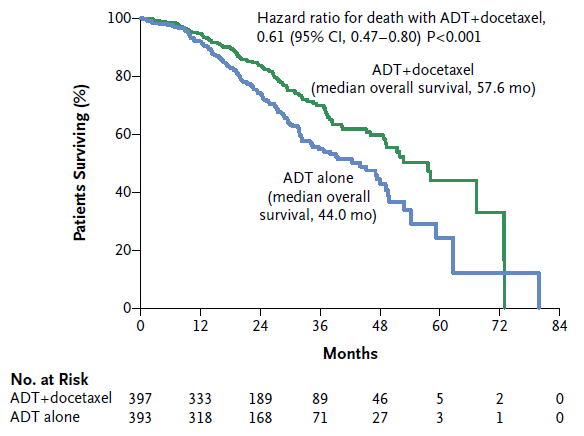 Hazard ratio for death with ADT+docetaxel,
0.61 (95% CI, 0.47–0.80) P<0.001
ADT+docetaxel
(median overall survival, 57.6 mo)
ADT alone
(median overall
survival, 44.0 mo)
Patients Surviving (%)
100
80
60
40
20
0
0 12 24 36 48 60 72 84
Months
No. at Risk
ADT+docetaxel 397 333 189 89 46 5 2 0
ADT alone 393 318 168 71 27 3 1 0